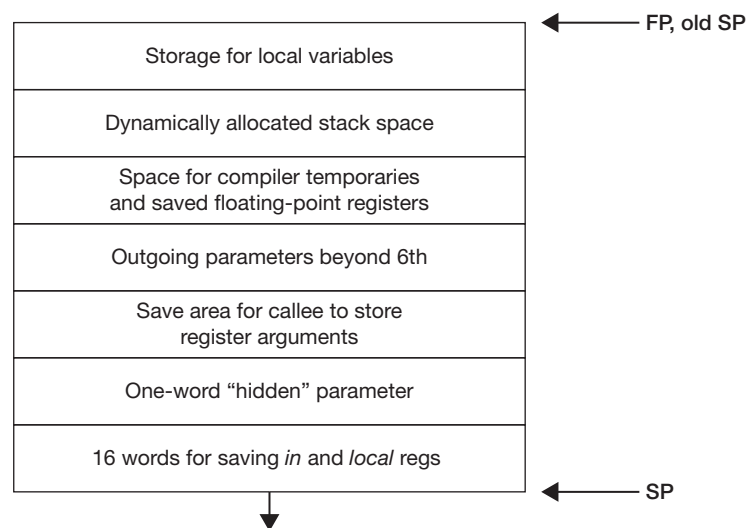 FP, old SP
Storage for local variables
Dynamically allocated stack space
Space for compiler temporaries
and saved floating-point registers
Outgoing parameters beyond 6th
Save area for callee to store
register arguments
One-word “hidden” parameter
16 words for saving in and local regs
SP